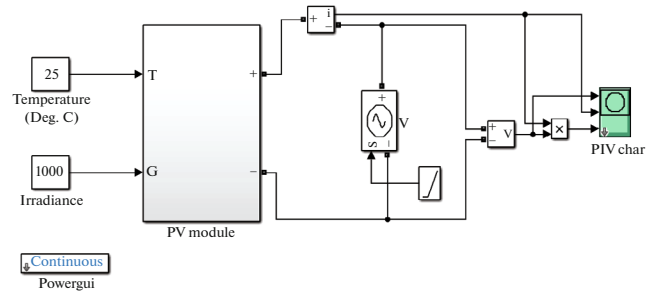 i
+
−
25
T
+
Temperature
(Deg. C)
+
V
s
−
+
−
V
×
PIV char
1000
G
−
Irradiance
PV module
Continuous
Powergui